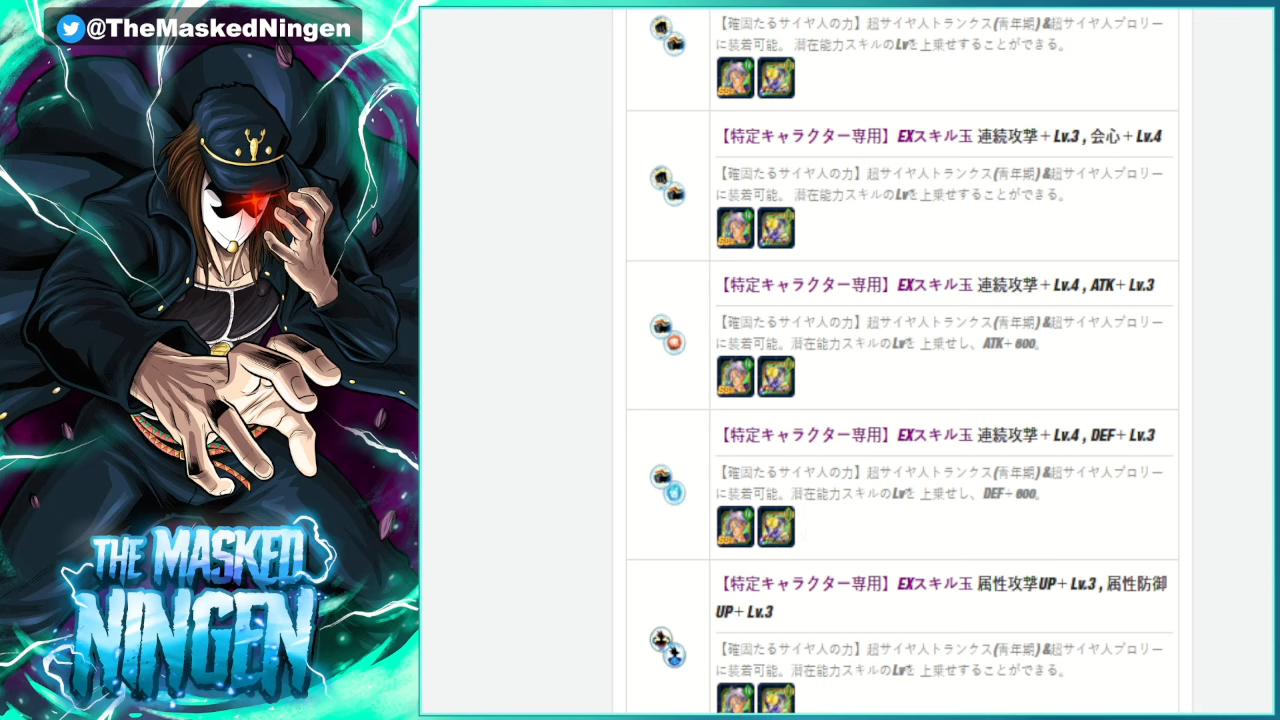 @TheMaskedNingen
THE MASKED
NINGEN
【確固たるサイヤ人の力】超サイヤ人トランクス(青年期)&超サイヤ人ブロリー
に装着可能。潜在能力スキルのLvを上乗せすることができる。
【特定キャラクター専用】EXスキル玉 連続攻撃＋Lv.3 , 会心＋Lv.4
【確固たるサイヤ人の力】超サイヤ人トランクス(青年期)&超サイヤ人ブロリー
に装着可能。潜在能力スキルのLvを上乗せすることができる。
【特定キャラクター専用】EXスキル玉 連続攻撃＋Lv.4 , ATK＋Lv.3
【確固たるサイヤ人の力】超サイヤ人トランクス(青年期)&超サイヤ人ブロリー
に装着可能。潜在能力スキルのLvを上乗せし、ATK＋600。
【特定キャラクター専用】EXスキル玉 連続攻撃＋Lv.4 , DEF＋Lv.3
【確固たるサイヤ人の力】超サイヤ人トランクス(青年期)&超サイヤ人ブロリー
に装着可能。潜在能力スキルのLvを上乗せし、DEF＋600。
【特定キャラクター専用】EXスキル玉 属性攻撃UP＋Lv.3 , 属性防御
UP＋Lv.3
【確固たるサイヤ人の力】超サイヤ人トランクス(青年期)&超サイヤ人ブロリー
に装着可能。潜在能力スキルのLvを上乗せすることができる。